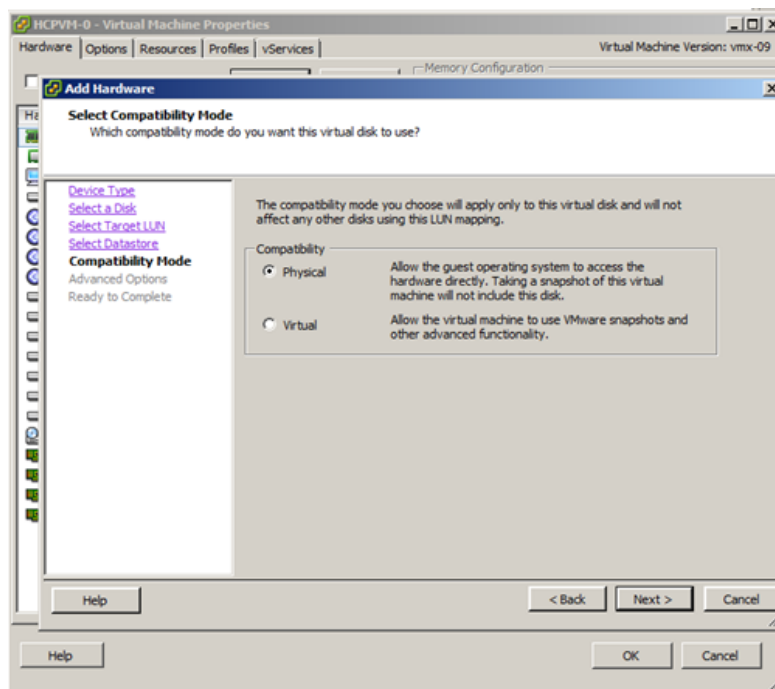 HCPVM-0 - Virtual Machine Properties
Hardware Options Resources Profiles vServices Virtual Machine Version: vmx-09
Memory Configuration
Add Hardware
Select Compatibility Mode
Which compatibility mode do you want this virtual disk to use?
Ha
Device Type
Select a Disk
Select Target LUN
Select Datastore
Compatibility Mode
Advanced Options
Ready to Complete
The compatibility mode you choose will apply only to this virtual disk and will not
affect any other disks using this LUN mapping.
Compatibility
Physical
Allow the guest operating system to access the
hardware directly. Taking a snapshot of this virtual
machine will not include this disk.
Virtual
Allow the virtual machine to use VMware snapshots and
other advanced functionality.
Help < Back Next > Cancel
Help OK Cancel